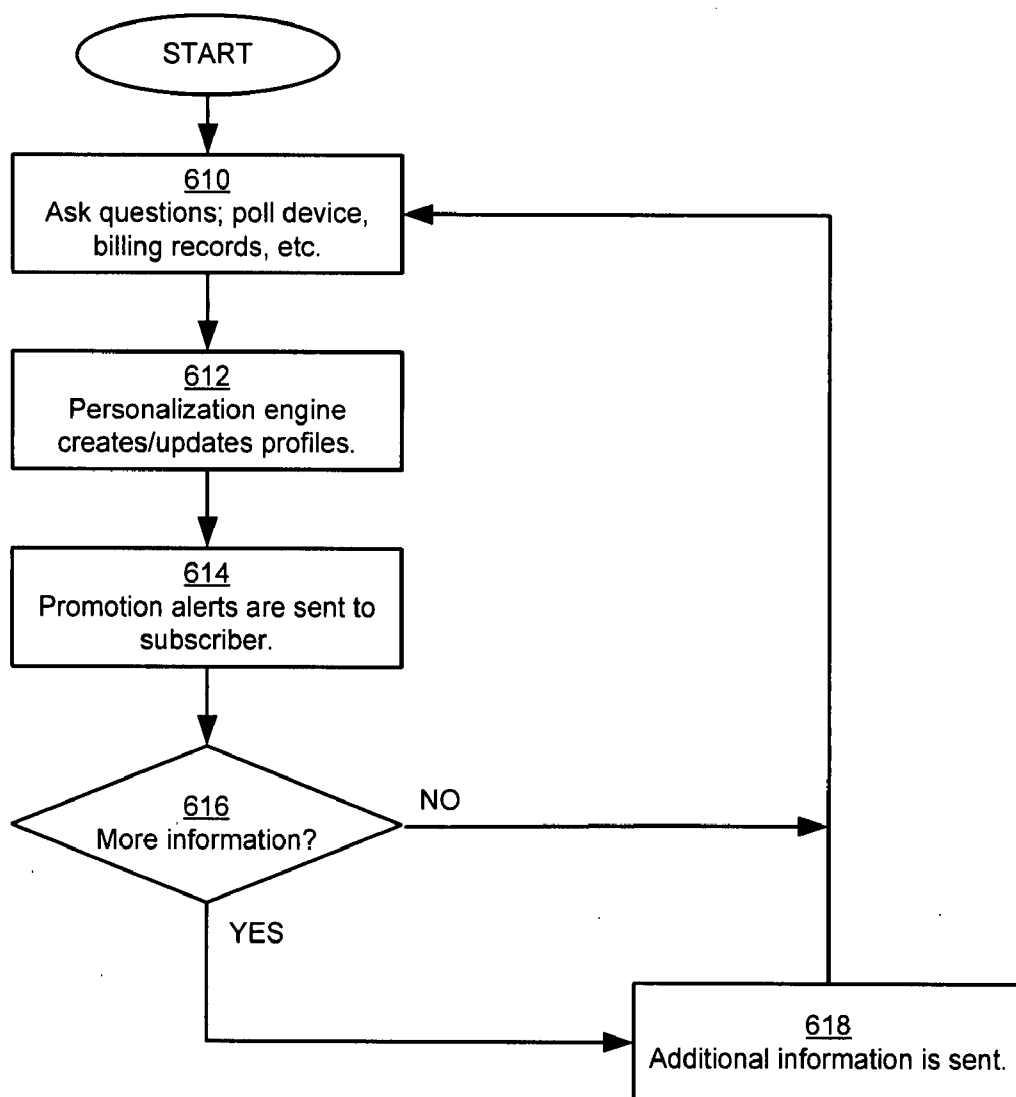 START
610
Ask questions; poll device,
billing records, etc.
612
Personalization engine
creates/updates profiles.
614
Promotion alerts are sent to
subscriber.
616
More information?
NO
YES
618
Additional information is sent.